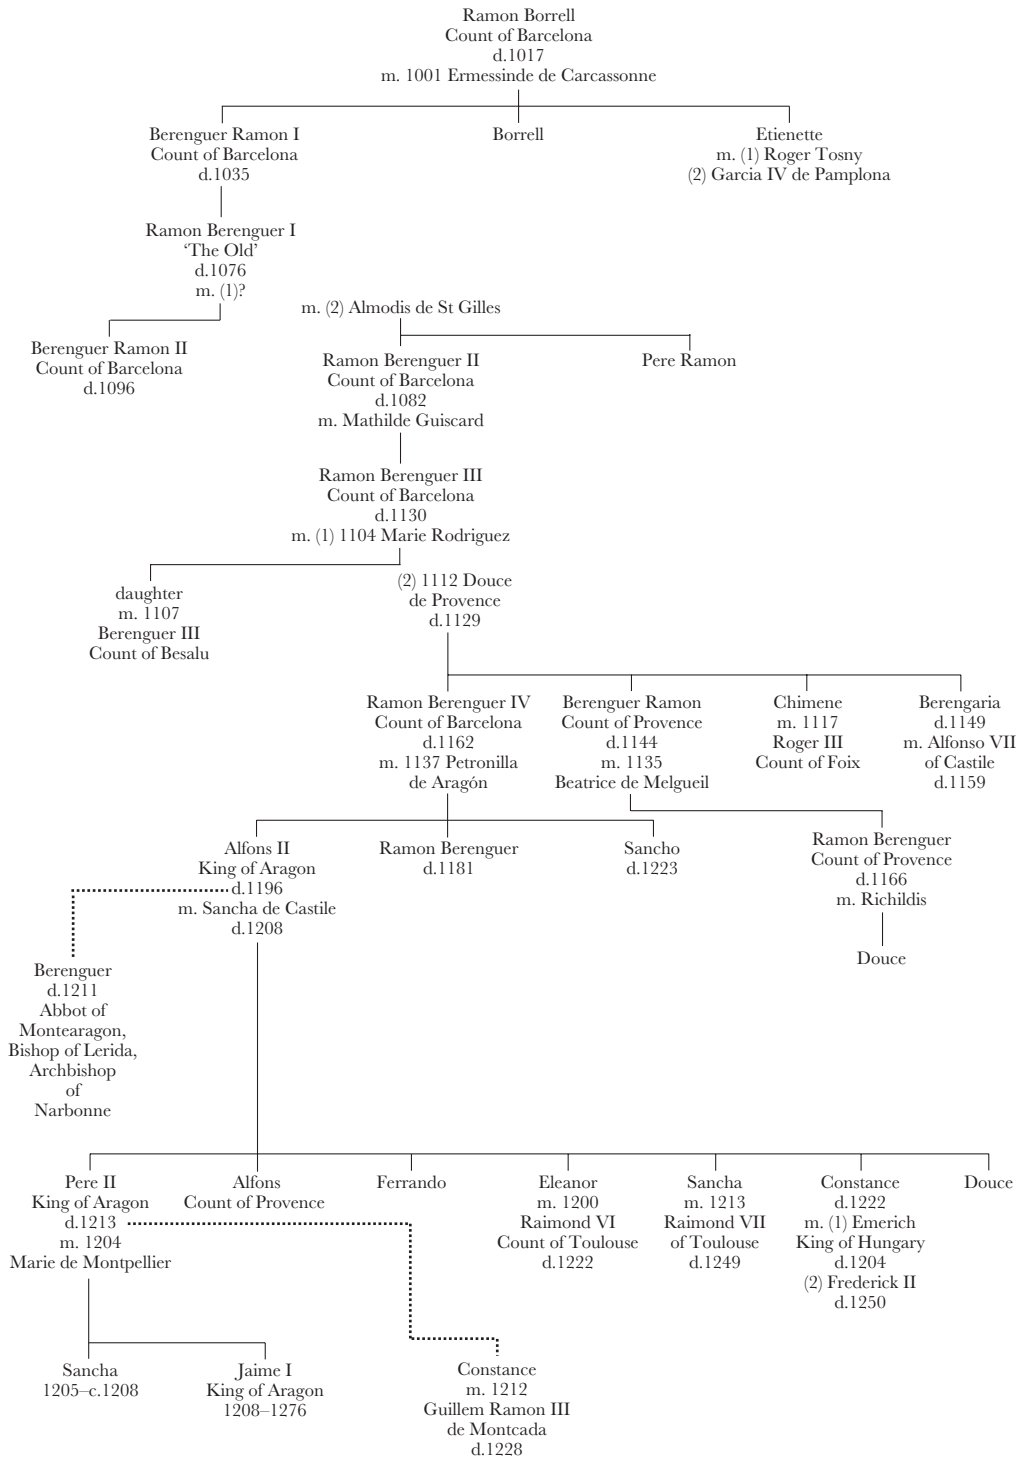 Ramon Borrell
Count of Barcelona
d.1017
m. 1001 Ermessinde de Carcassonne
Berenguer Ramon I
Count of Barcelona
d.1035
Borrell
Etienette
m. (1) Roger Tosny
(2) Garcia IV de Pamplona
Ramon Berenguer I
‘The Old’
d.1076
m. (1)?
m. (2) Almodis de St Gilles
Berenguer Ramon II
Count of Barcelona
d.1096
Ramon Berenguer II
Count of Barcelona
d.1082
m. Mathilde Guiscard
Pere Ramon
Ramon Berenguer III
Count of Barcelona
d.1130
m. (1) 1104 Marie Rodriguez
daughter
m. 1107
Berenguer III
Count of Besalu
(2) 1112 Douce
de Provence
d.1129
Ramon Berenguer IV
Count of Barcelona
d.1162
m. 1137 Petronilla
de Aragón
Berenguer Ramon
Count of Provence
d.1144
m. 1135
Beatrice de Melgueil
Chimene
m. 1117
Roger III
Count of Foix
Berengaria
d.1149
m. Alfonso VII
of Castile
d.1159
Alfons II
King of Aragon
d.1196
m. Sancha de Castile
d.1208
Ramon Berenguer
d.1181
Sancho
d.1223
Ramon Berenguer
Count of Provence
d.1166
m. Richildis
Douce
Berenguer
d.1211
Abbot of
Montearagon,
Bishop of Lerida,
Archbishop
of
Narbonne
Pere II
King of Aragon
d.1213
m. 1204
Marie de Montpellier
Alfons
Count of Provence
Ferrando
Eleanor
m. 1200
Raimond VI
Count of Toulouse
d.1222
Sancha
m. 1213
Raimond VII
of Toulouse
d.1249
Constance
d.1222
m. (1) Emerich
King of Hungary
d.1204
(2) Frederick II
d.1250
Douce
Sancha
1205–c.1208
Jaime I
King of Aragon
1208–1276
Constance
m. 1212
Guillem Ramon III
de Montcada
d.1228